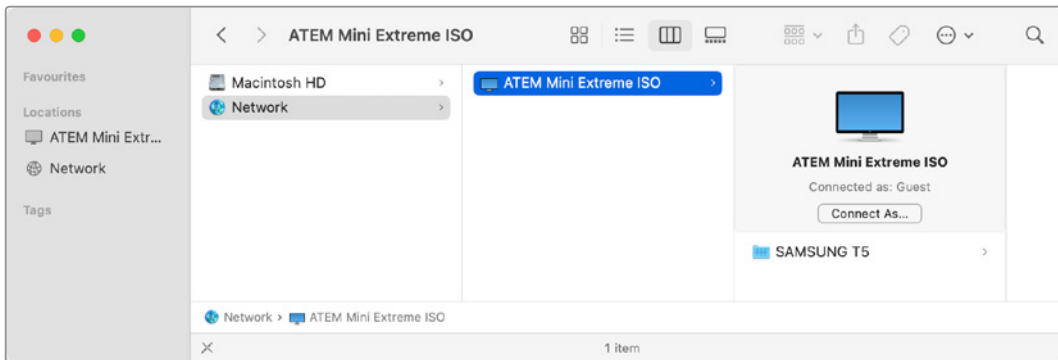 ATEM Mini Extreme ISO
Favourites
Locations
ATEM Mini Extr...
Network
Tags
Macintosh HD
Network
ATEM Mini Extreme ISO
ATEM Mini Extreme ISO
Connected as: Guest
Connect As...
SAMSUNG T5
Network › ATEM Mini Extreme ISO
1 item